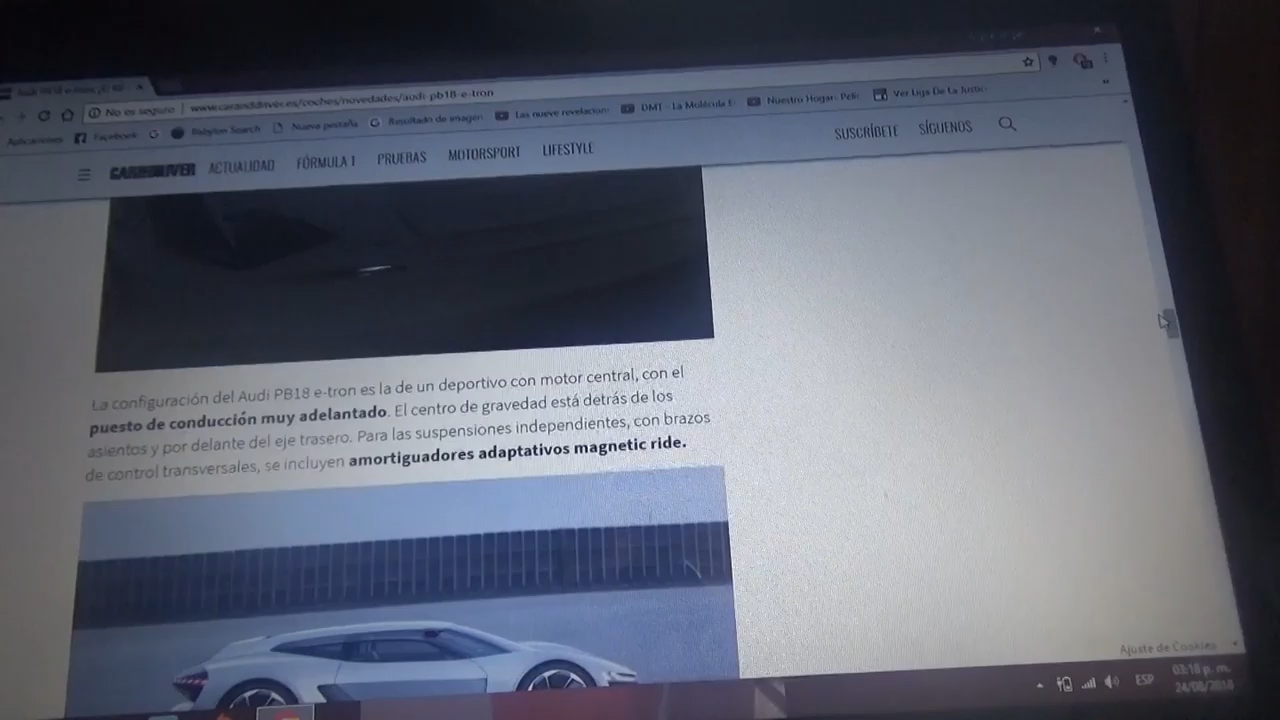 No es seguro | www.caranddriver.es/coches/novedades/audi-pb18-e-tron
Aplicaciones Facebook Babylon Search Nueva pestaña Resultado de imagen Las nueve revelacion DMT - La Molécula E Nuestro Hogar- Ver Liga De La Justic
CAR AND DRIVER ACTUALIDAD FÓRMULA 1 PRUEBAS MOTORSPORT LIFESTYLE SUSCRÍBETE SÍGUENOS
La configuración del Audi PB18 e-tron es la de un deportivo con motor central, con el
puesto de conducción muy adelantado. El centro de gravedad está detrás de los
asientos y por delante del eje trasero. Para las suspensiones independientes, con brazos
de control transversales, se incluyen amortiguadores adaptativos magnetic ride.
Ajuste de Cookies
ESP
03:18 p. m.
24/08/2018